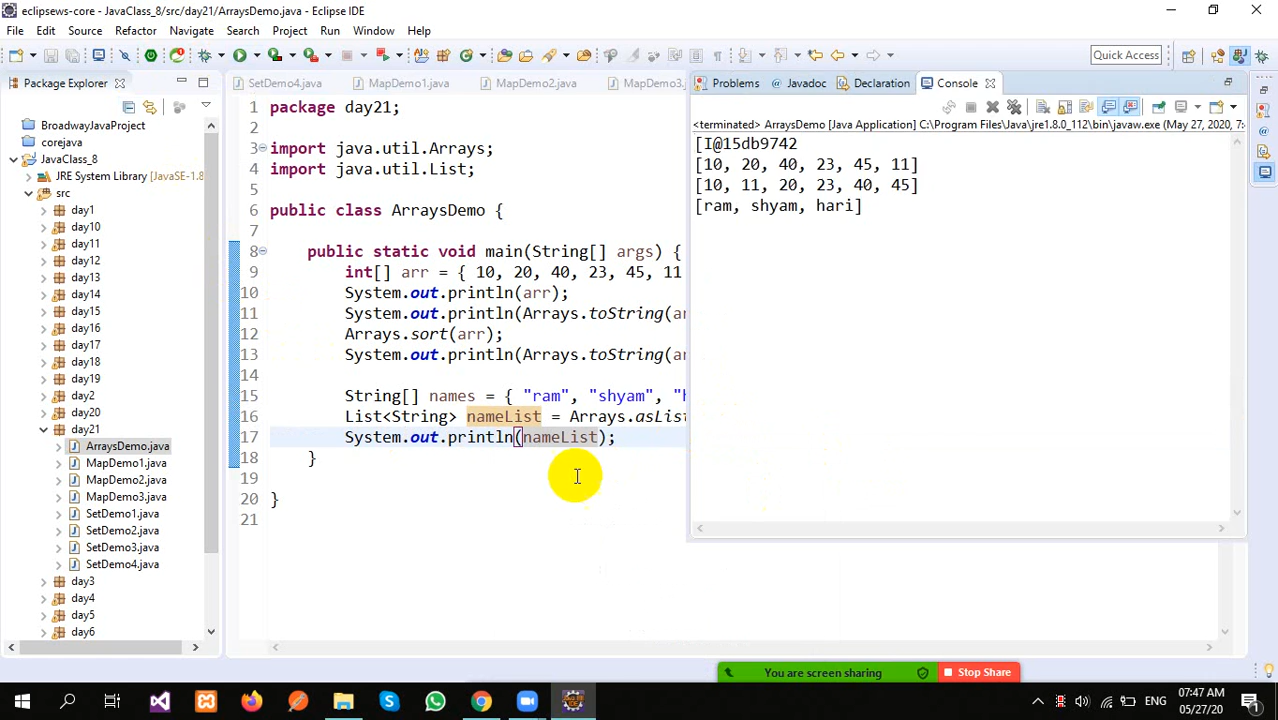 eclipsews-core - JavaClass_8/src/day21/ArraysDemo.java - Eclipse IDE
File Edit Source Refactor Navigate Search Project Run Window Help
Quick Access
Package Explorer
BroadwayJavaProject
corejava
JavaClass_8
JRE System Library [JavaSE-1.8
src
day1
day10
day11
day12
day13
day14
day15
day16
day17
day18
day19
day2
day20
day21
ArraysDemo.java
MapDemo1.java
MapDemo2.java
MapDemo3.java
SetDemo1.java
SetDemo2.java
SetDemo3.java
SetDemo4.java
day3
day4
day5
day6
SetDemo4.java MapDemo1.java MapDemo2.java MapDemo3.
1 package day21;
2
3 import java.util.Arrays;
4 import java.util.List;
5
6 public class ArraysDemo {
7
8 public static void main(String[] args) {
9 int[] arr = { 10, 20, 40, 23, 45, 11
10 System.out.println(arr);
11 System.out.println(Arrays.toString(a
12 Arrays.sort(arr);
13 System.out.println(Arrays.toString(a
14
15 String[] names = { "ram", "shyam", "h
16 List<String> nameList = Arrays.asList
17 System.out.println(nameList);
18 }
19
20 }
21
Problems Javadoc Declaration Console
<terminated> ArraysDemo [Java Application] C:\Program Files\Java\jre1.8.0_112\bin\javaw.exe (May 27, 2020, 7:4
[I@15db9742
[10, 20, 40, 23, 45, 11]
[10, 11, 20, 23, 40, 45]
[ram, shyam, hari]
You are screen sharing
Stop Share
ENG
07:47 AM
05/27/20
1